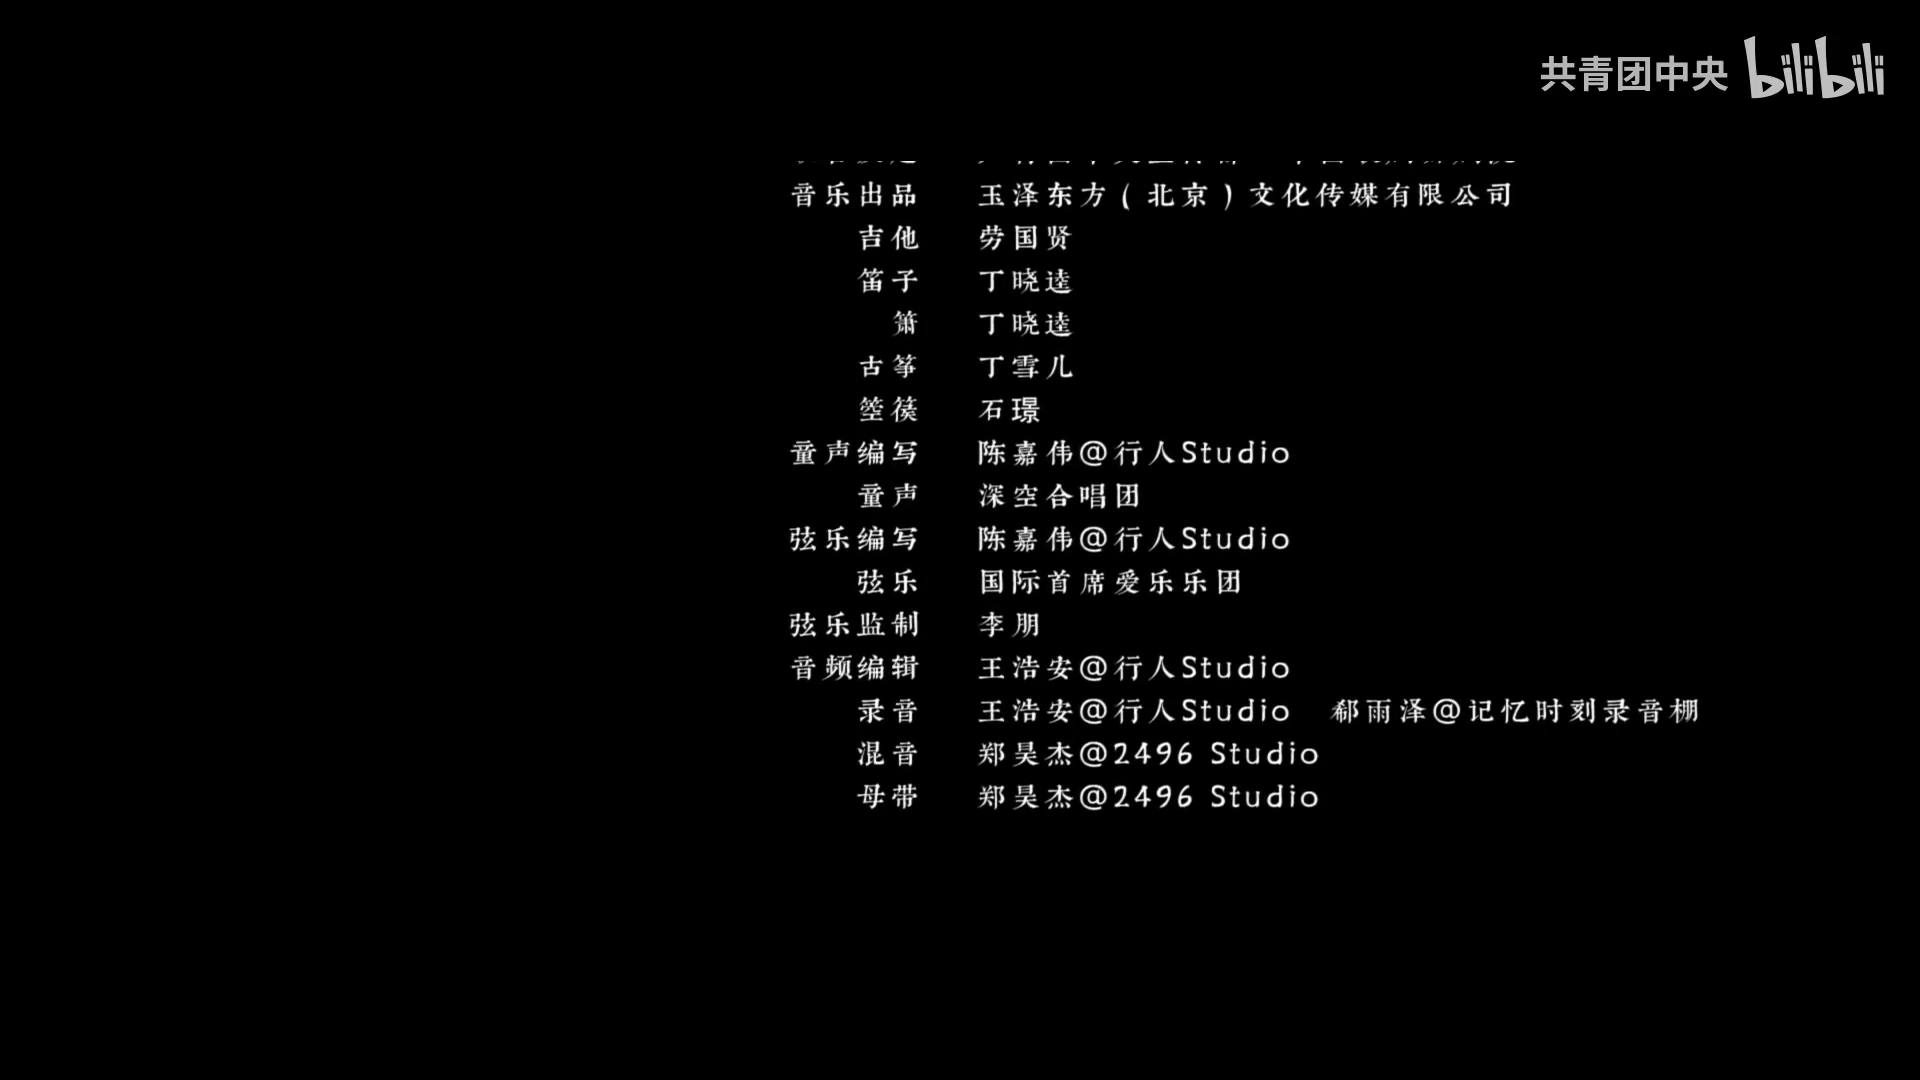 共青团中央 bilibili
音乐出品 玉泽东方(北京)文化传媒有限公司
吉他 劳国贤
笛子 丁晓逵
箫 丁晓逵
古筝 丁雪儿
箜篌 石璟
童声编写 陈嘉伟@行人Studio
童声 深空合唱团
弦乐编写 陈嘉伟@行人Studio
弦乐 国际首席爱乐乐团
弦乐监制 李朋
音频编辑 王浩安@行人Studio
录音 王浩安@行人Studio 郗雨泽@记忆时刻录音棚
混音 郑昊杰@2496 Studio
母带 郑昊杰@2496 Studio